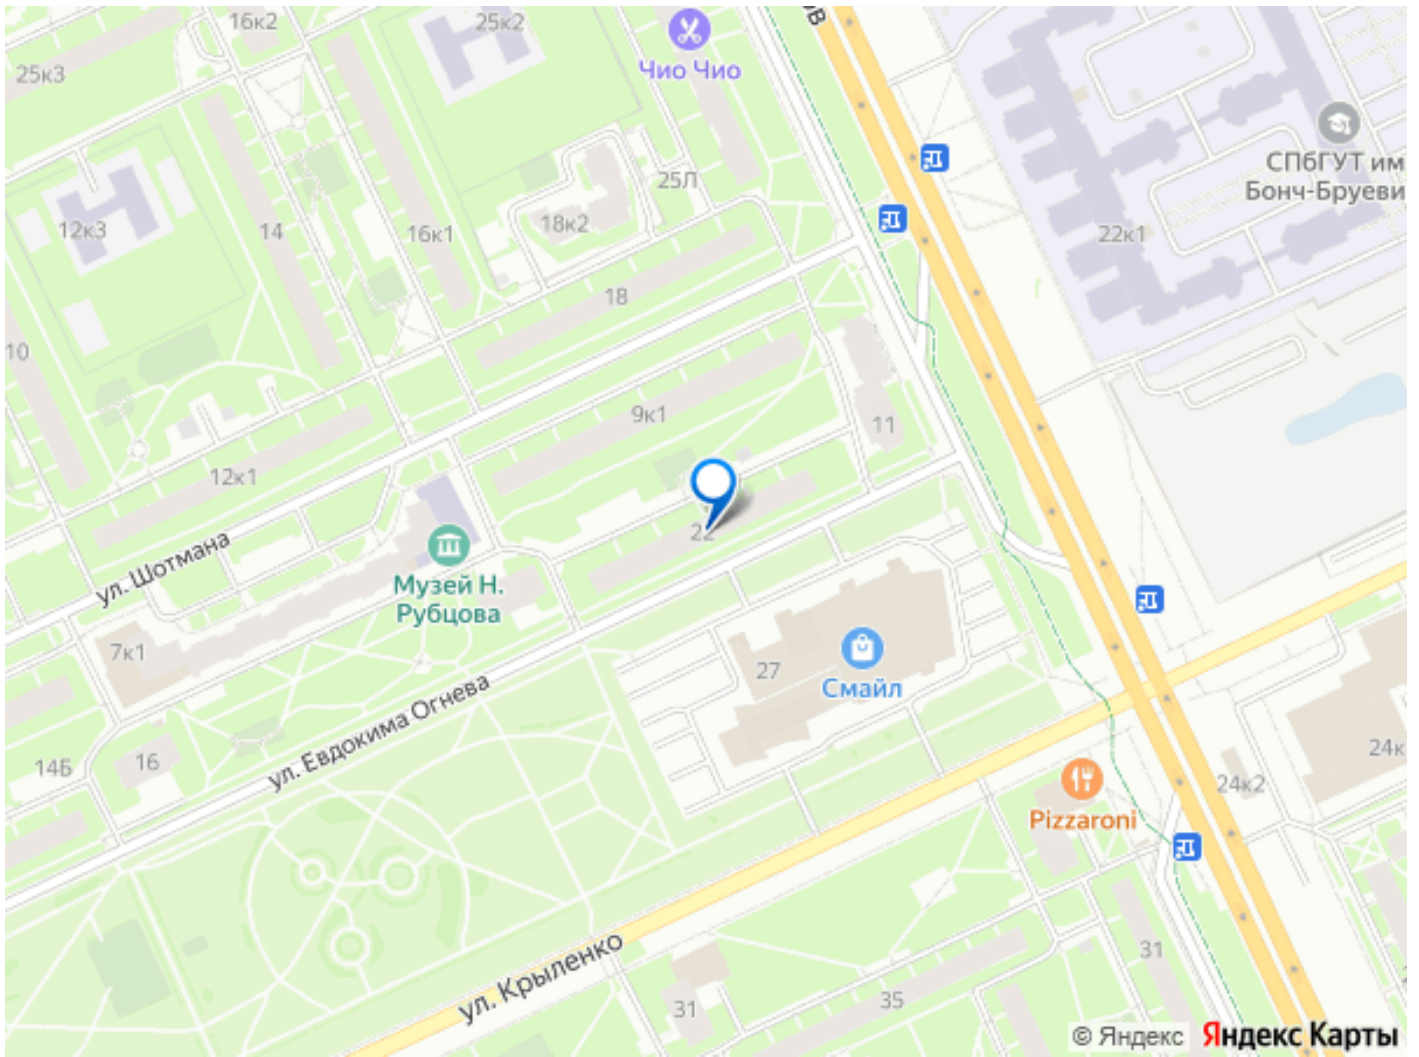 16к2
25к2
ОВ
25к3
Чио Чио
СПбГУТ им
Бонч-Бруеви
25Л
12к3
14
16к1
18к2
22к1
18
10
9к1
11
12к1
22
ул. Шотмана
Музей Н.
Рубцова
7к1
27
Смайл
ул. Евдокима Огнева
14Б
16
24к
24к2
Pizzaroni
ул. Крыленко
31
35
31
© Яндекс Яндекс Карты